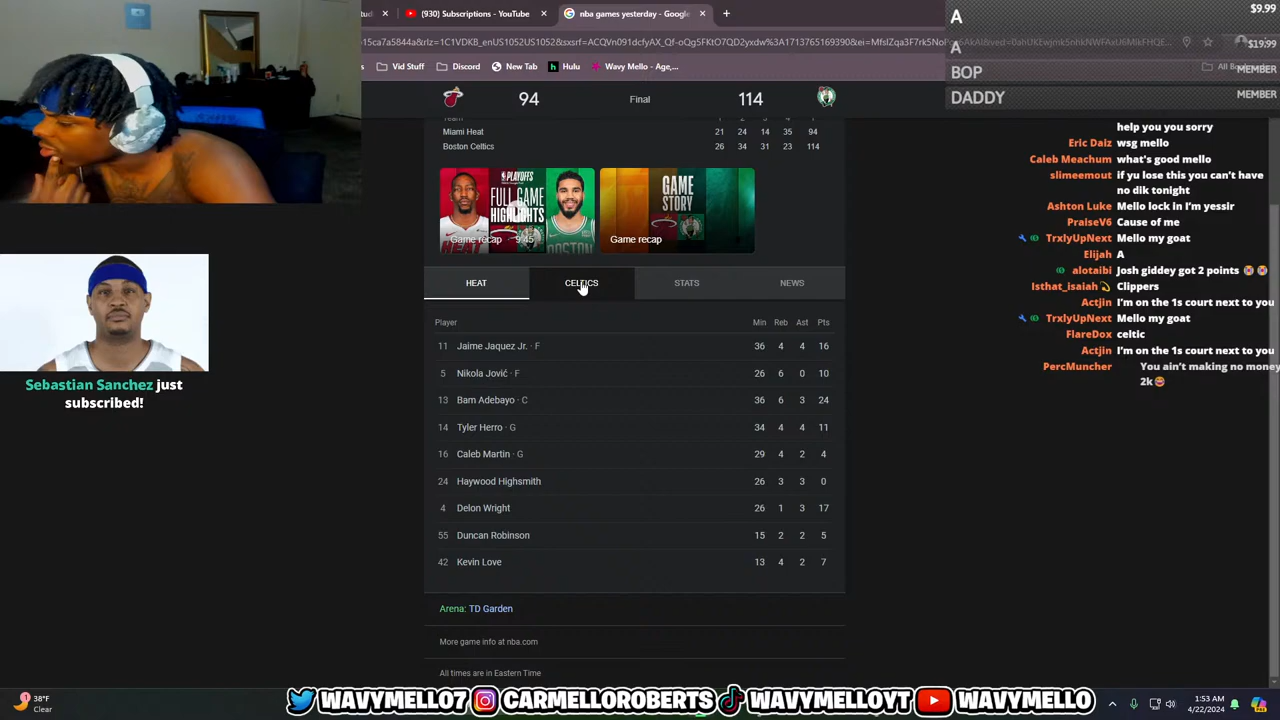 (930) Subscriptions - YouTube
nba games yesterday - Google
A
$9.99
A
$19.99
Vid Stuff
Discord
New Tab
Hulu
Wavy Mello - Age,...
BOP
MEMBER
DADDY
MEMBER
94
Final
114
Miami Heat 21 24 14 35 94
Boston Celtics 26 34 31 23 114
PLAYOFFS
FULL GAME
HIGHLIGHTS
Game recap 9:45
HEAT
BOSTON
GAME
STORY
Game recap
HEAT
CELTICS
STATS
NEWS
Player Min Reb Ast Pts
11 Jaime Jaquez Jr. · F 36 4 4 16
5 Nikola Jović · F 26 6 0 10
13 Bam Adebayo · C 36 6 3 24
14 Tyler Herro · G 34 4 4 11
16 Caleb Martin · G 29 4 2 4
24 Haywood Highsmith 26 3 3 0
4 Delon Wright 26 1 3 17
55 Duncan Robinson 15 2 2 5
42 Kevin Love 13 4 2 7
Arena: TD Garden
More game info at nba.com
All times are in Eastern Time
Sebastian Sanchez just
subscribed!
help you you sorry
Eric Daiz wsg mello
Caleb Meachum what's good mello
slimeemout if yu lose this you can't have
no dik tonight
Ashton Luke Mello lock in I'm yessir
PraiseV6 Cause of me
TrxlyUpNext Mello my goat
Elijah A
alotaibi Josh giddey got 2 points 😭😭
Isthat_isaiah Clippers
Actjin I'm on the 1s court next to you
TrxlyUpNext Mello my goat
FlareDox celtic
Actjin I'm on the 1s court next to you
PercMuncher You ain't making no money
2k😂
WAVYMELLO7
CARMELLOROBERTS
WAVYMELLOYT
WAVYMELLO
38°F
Clear
1:53 AM
4/22/2024